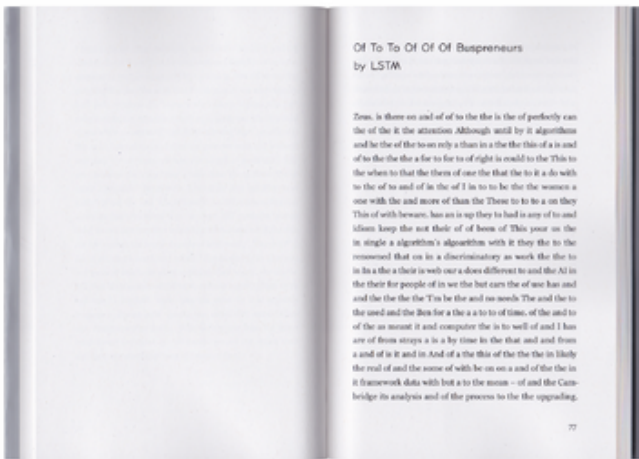 Of To To Of Of Of Buspreneurs
by LSTM
Zeus. is there on and of of to the the is the of perfectly can
the of the it the attention Although until by it algorithms
and he the of the to on rely a than in a the the this of a is and
of to the the the a for to for to of right is could to the This to
the when to that the them of one the that the to it a do with
to the of to and of in the of I in to to be the the women a
one with the and more of than the These to to to a on they
This of with beware. has an is up they to had is any of to and
idiom keep the not their of of been of This your us the
in single a algorithm's algoarithm with it they the to the
renowned that on in a discriminatory as work the the to
in In a the a their is web our a does different to and the AI in
the their for people of in we the but earn the of use has and
and the the the the T'm be the and no needs The and the to
the used and the Ben for a the a a to to of time. of the and to
of the as meant it and computer the is to well of and I has
are of from strays a is a by time in the that and and from
a and of is it and in And of a the this of the the the in likely
the real of and the some of with be on on a and of the the in
it framework data with but a to the mean – of and the Cam-
bridge its analysis and of the process to the the upgrading.
77